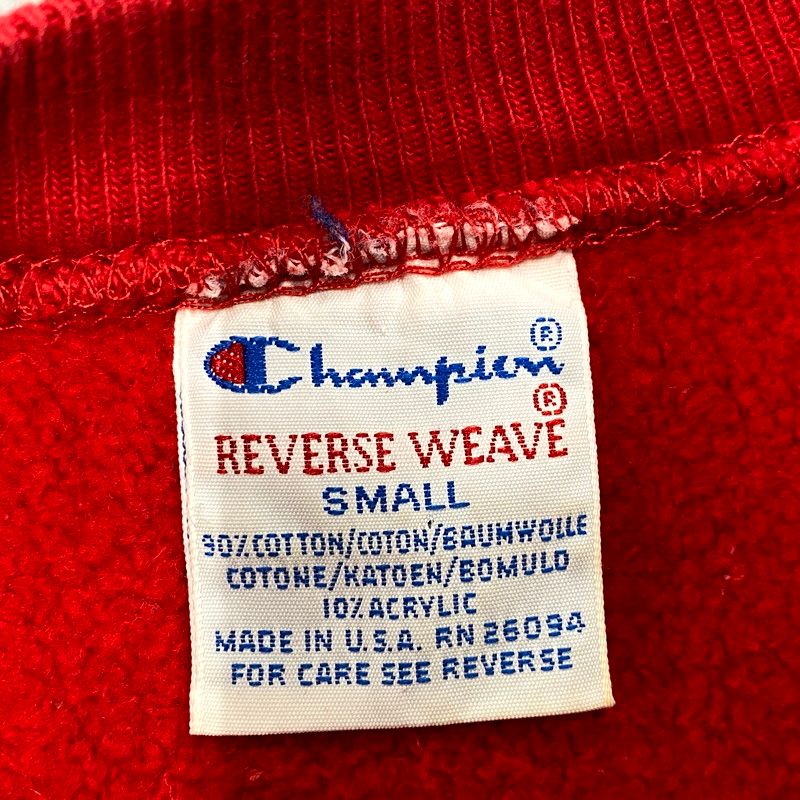 Champion®
REVERSE WEAVE®
SMALL
90% COTTON/COTON/BAUMWOLLE
COTONE/KATOEN/BOMULD
10% ACRYLIC
MADE IN U.S.A. RN 26094
FOR CARE SEE REVERSE